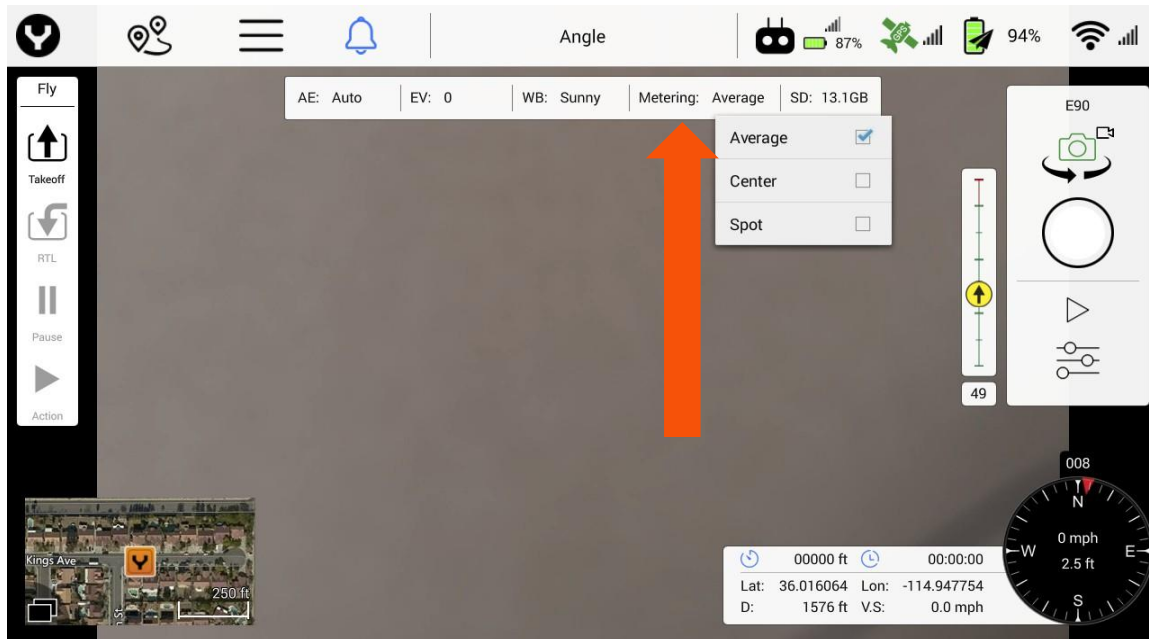 Angle
87%
GPS
94%
Fly
Takeoff
RTL
Pause
Action
AE: Auto
EV: 0
WB: Sunny
Metering: Average
SD: 13.1GB
Average
Center
Spot
E90
49
Kings Ave
St
250 ft
00000 ft
00:00:00
Lat: 36.016064 Lon: -114.947754
D: 1576 ft V.S: 0.0 mph
008
N
0 mph
W E
2.5 ft
S